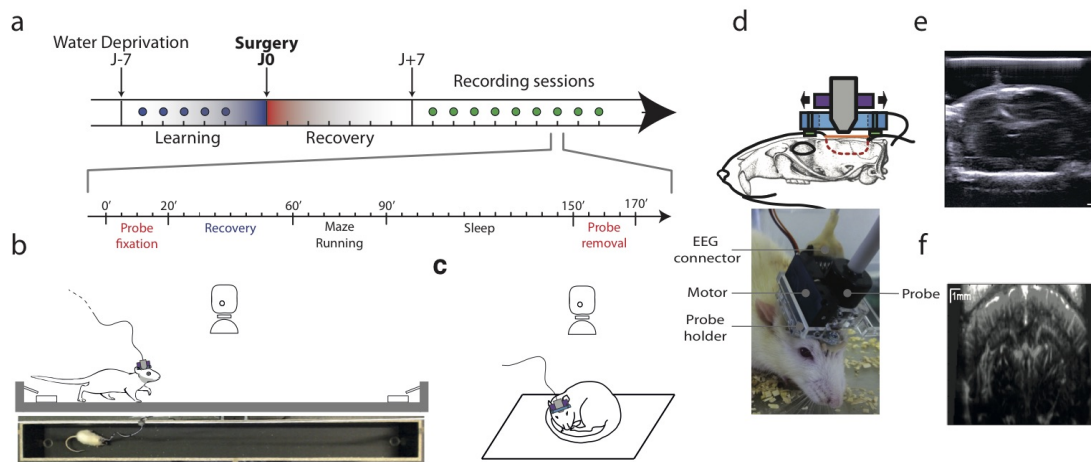 a
Water Deprivation
J-7
Surgery
J0
J+7
Recording sessions
Learning
Recovery
0'
20'
60'
90'
150'
170'
Probe
fixation
Recovery
Maze
Running
Sleep
Probe
removal
b
c
d
EEG
connector
Motor
Probe
holder
Probe
e
f
1mm